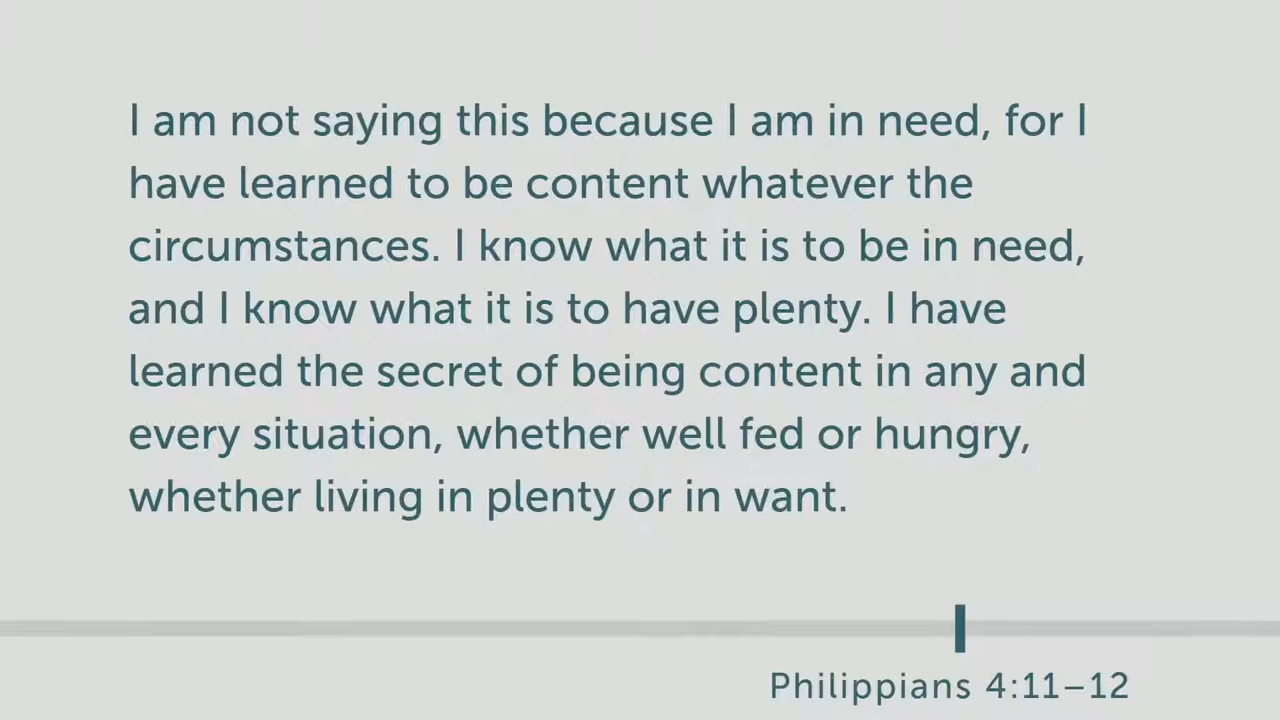 I am not saying this because I am in need, for I
have learned to be content whatever the
circumstances. I know what it is to be in need,
and I know what it is to have plenty. I have
learned the secret of being content in any and
every situation, whether well fed or hungry,
whether living in plenty or in want.
Philippians 4:11–12